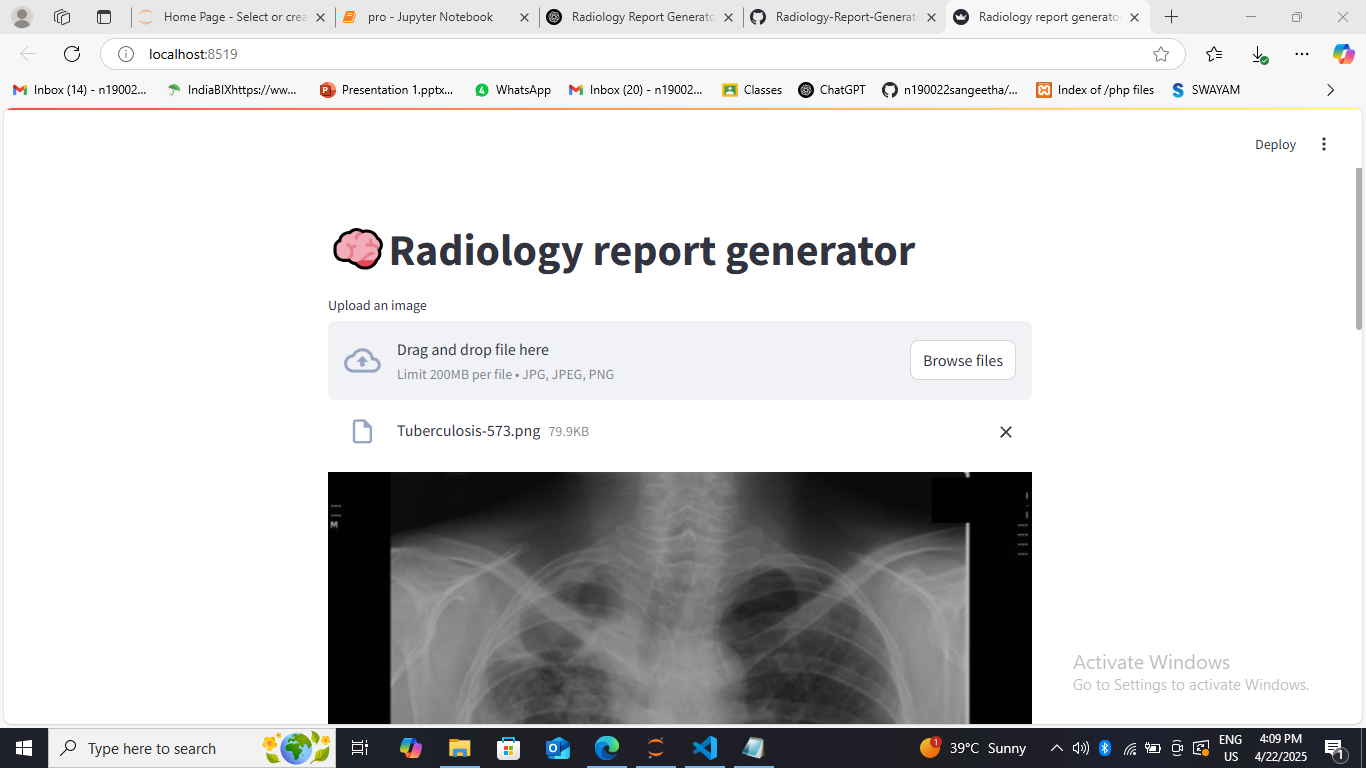 Home Page - Select or crea
pro - Jupyter Notebook
Radiology Report Generato
Radiology-Report-Generat
Radiology report generator
localhost:8519
Inbox (14) - n19002...
IndiaBIXhttps://ww...
Presentation 1.pptx...
WhatsApp
Inbox (20) - n19002...
Classes
ChatGPT
n190022sangeetha/...
Index of /php files
SWAYAM
Deploy
Radiology report generator
Upload an image
Drag and drop file here
Limit 200MB per file • JPG, JPEG, PNG
Browse files
Tuberculosis-573.png 79.9KB
M
Activate Windows
Go to Settings to activate Windows.
Type here to search
39°C Sunny
ENG
US
4:09 PM
4/22/2025
1